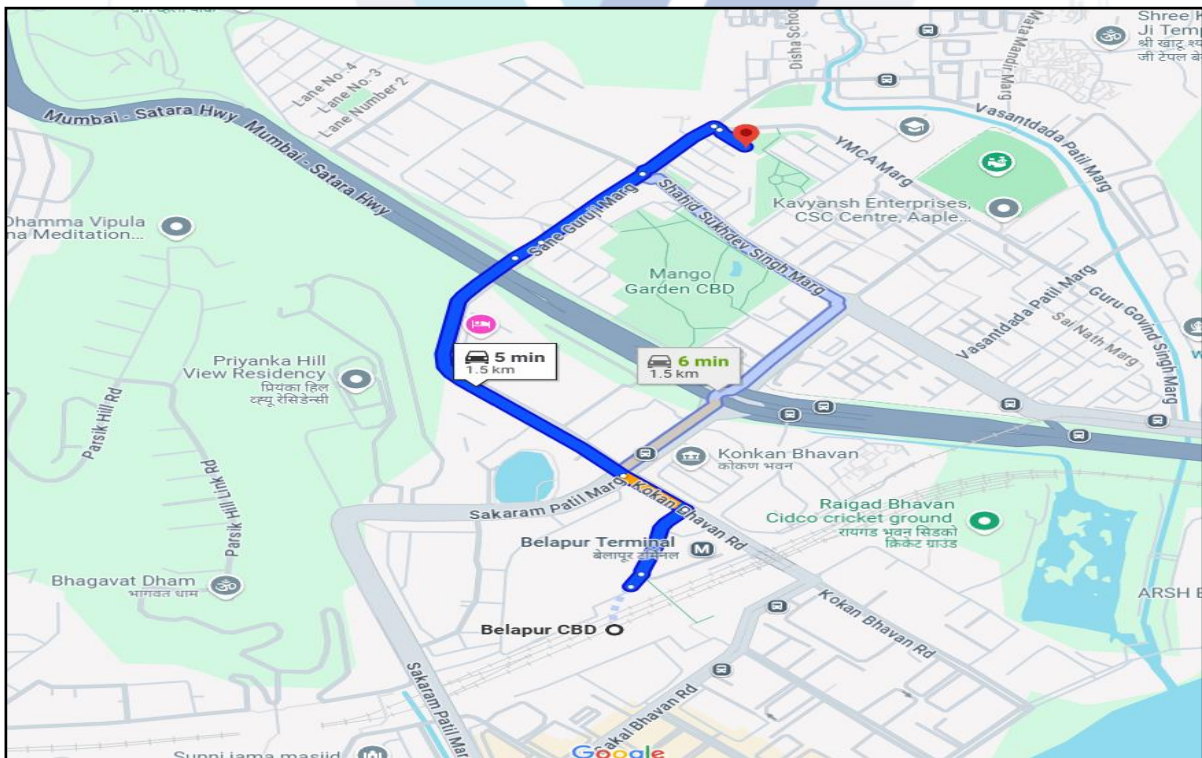 Shree K
Ji Temp
श्री खाटू श्या
जी टेंपल बे
Disha School
Mata Mandir Marg
Lane No.-4
Lane No.-3
Lane Number 2
Mumbai - Satara Hwy
Mumbai - Satara Hwy
Vasantdada Patil Marg
YMCA Marg
Sane Guruji Marg
Shahid Sukhdev Singh Marg
Kavyansh Enterprises,
CSC Centre, Aaple...
Dhamma Vipula
na Meditation...
Mango
Garden CBD
Vasantdada Patil Marg
Guru Govind Singh Marg
Sai Nath Marg
5 min
1.5 km
6 min
1.5 km
Priyanka Hill
View Residency
प्रियंका हिल
व्ह्यू रेसिडेन्सी
Parsik Hill Rd
Parsik Hill Link Rd
Konkan Bhavan
कोकण भवन
Sakaram Patil Marg
Kokan Bhavan Rd
Raigad Bhavan
Cidco cricket ground
रायगड भवन सिडको
क्रिकेट ग्राउंड
Belapur Terminal
बेलापूर टर्मिनल
M
Bhagavat Dham
भागवत धाम
ARSH E
Belapur CBD
Kokan Bhavan Rd
Sakaram Patil Mar
Sakal Bhavan Rd
Sunni jama masjid
Google